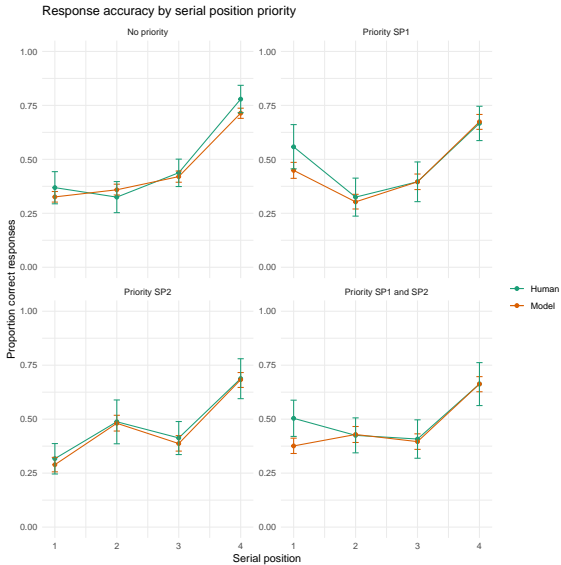 Response accuracy by serial position priority
No priority
Priority SP1
1.00
0.75
0.50
0.25
0.00
1.00
0.75
0.50
0.25
0.00
Priority SP2
Priority SP1 and SP2
1.00
0.75
0.50
0.25
0.00
1.00
0.75
0.50
0.25
0.00
1 2 3 4
1 2 3 4
Serial position
Proportion correct responses
Human
Model